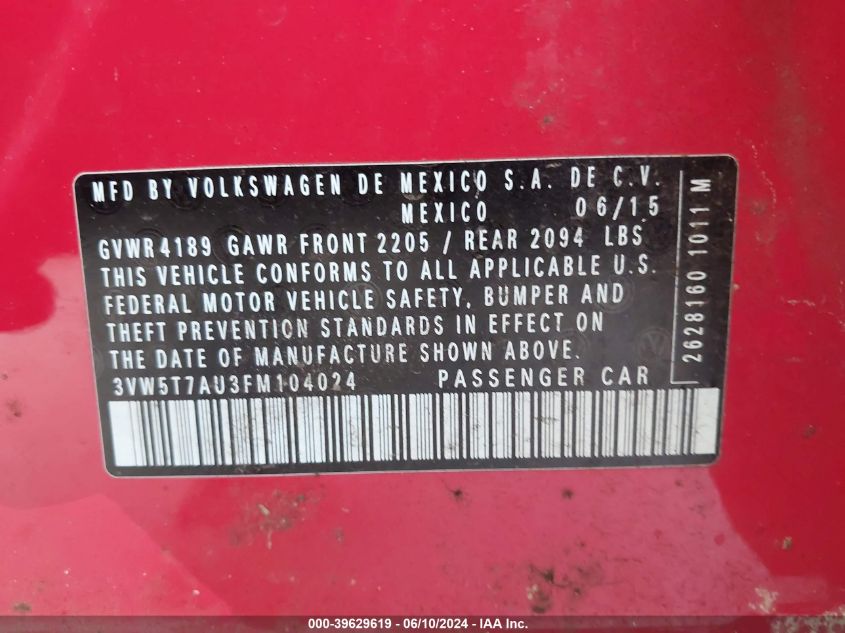 MFD BY VOLKSWAGEN DE MEXICO S.A. DE C.V.
MEXICO 06/15
GVWR 4189 GAWR FRONT 2205 / REAR 2094 LBS
THIS VEHICLE CONFORMS TO ALL APPLICABLE U.S.
FEDERAL MOTOR VEHICLE SAFETY, BUMPER AND
THEFT PREVENTION STANDARDS IN EFFECT ON
THE DATE OF MANUFACTURE SHOWN ABOVE.
3VW5T7AU3FM104024 PASSENGER CAR
2628160 1011 M
000-39629619 - 06/10/2024 - IAA Inc.